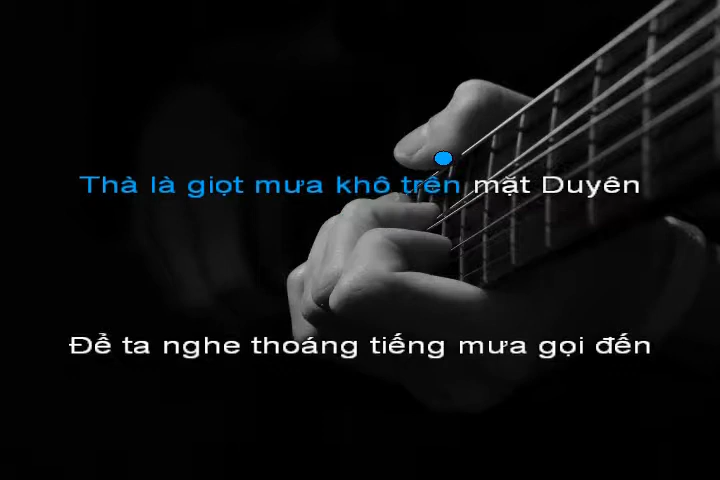 Thà là giọt mưa khô trên mặt Duyên
Để ta nghe thoáng tiếng mưa gọi đến